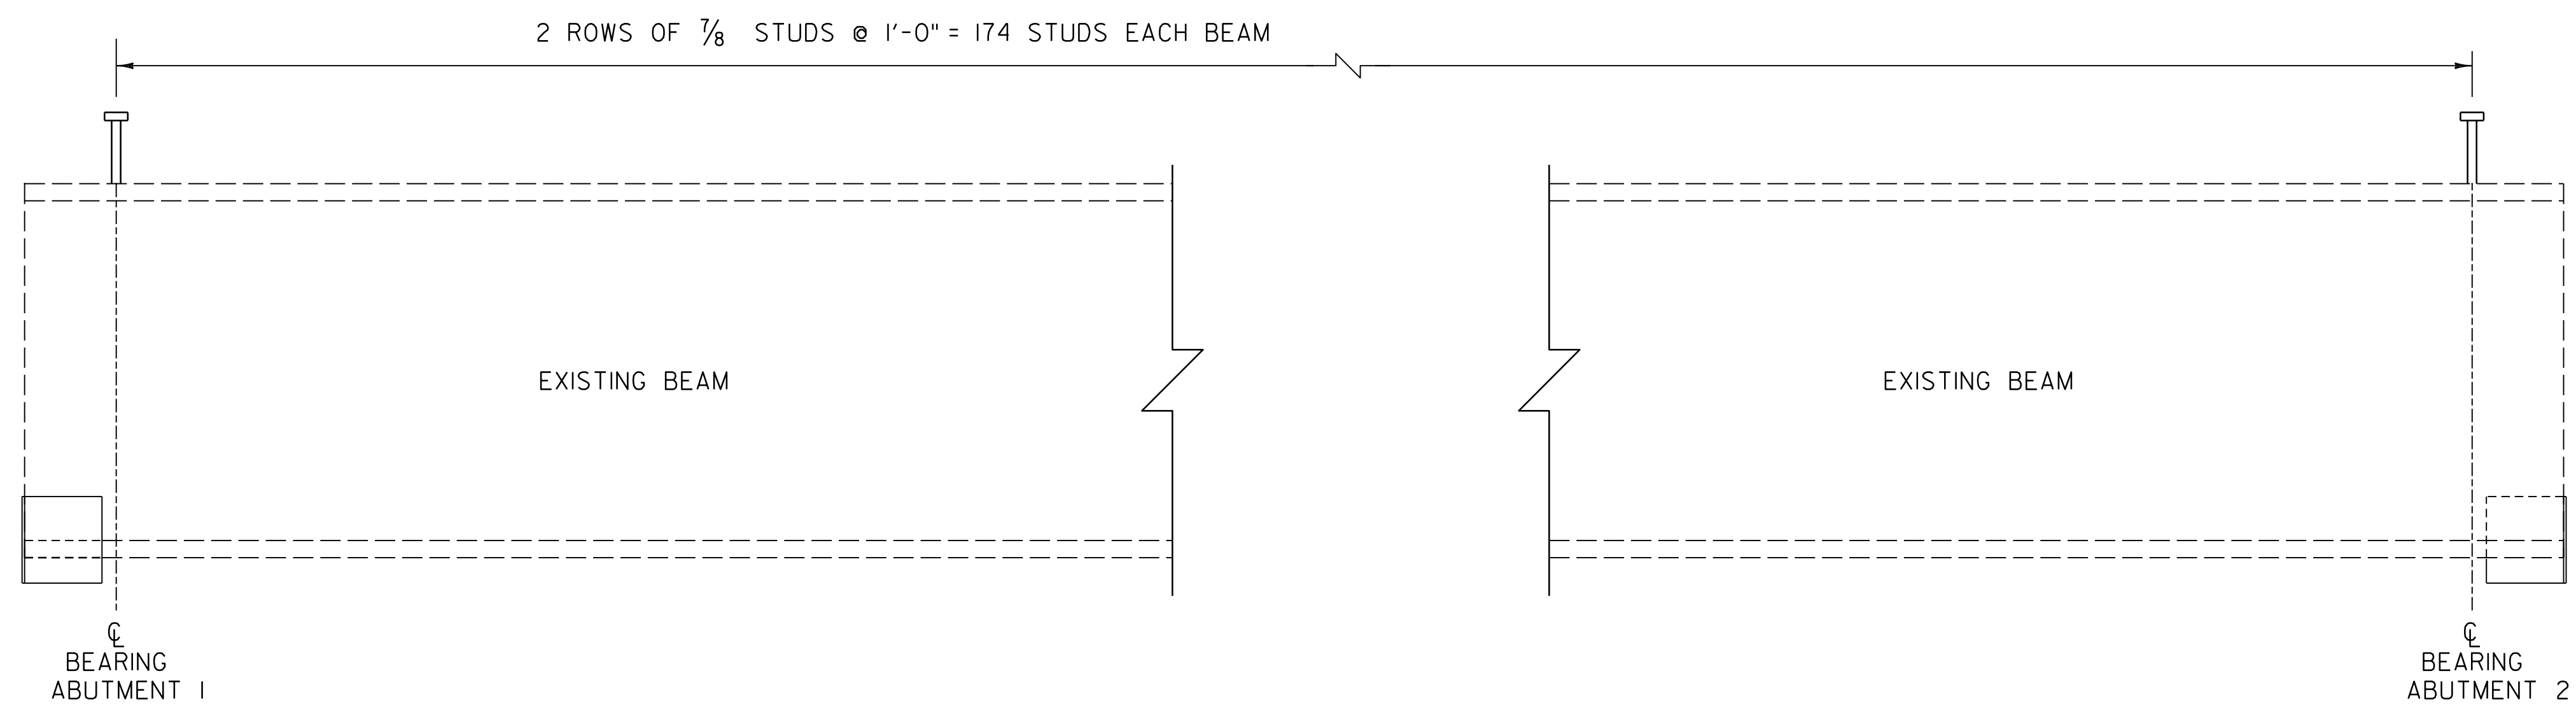 2 ROWS OF ⅞ STUDS @ 1'-0" = 174 STUDS EACH BEAM
EXISTING BEAM
EXISTING BEAM
℄
BEARING
ABUTMENT 1
℄
BEARING
ABUTMENT 2